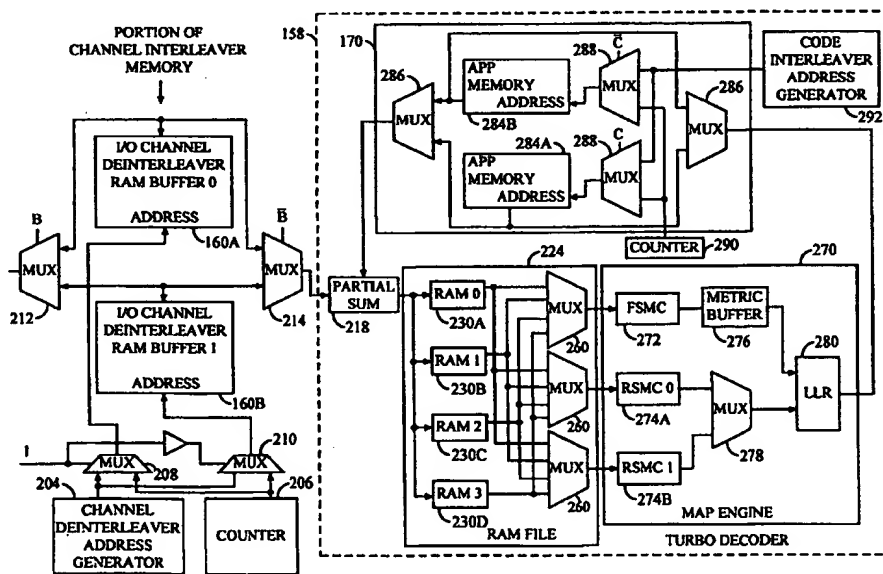 PORTION OF
CHANNEL INTERLEAVER
MEMORY
I/O CHANNEL
DEINTERLEAVER
RAM BUFFER 0
ADDRESS
160A
B
MUX
212
B̄
MUX
214
I/O CHANNEL
DEINTERLEAVER
RAM BUFFER 1
ADDRESS
160B
I
MUX
208
MUX
210
204
CHANNEL
DEINTERLEAVER
ADDRESS
GENERATOR
206
COUNTER
158
170
286
MUX
APP
MEMORY
ADDRESS
284B
288
C̄
MUX
284A
APP
MEMORY
ADDRESS
288
C
MUX
286
MUX
CODE
INTERLEAVER
ADDRESS
GENERATOR
292
COUNTER
290
PARTIAL
SUM
218
224
RAM 0
230A
RAM 1
230B
RAM 2
230C
RAM 3
230D
MUX
260
MUX
260
MUX
260
RAM FILE
270
FSMC
272
METRIC
BUFFER
276
280
LLR
RSMC 0
274A
MUX
278
RSMC 1
274B
MAP ENGINE
TURBO DECODER